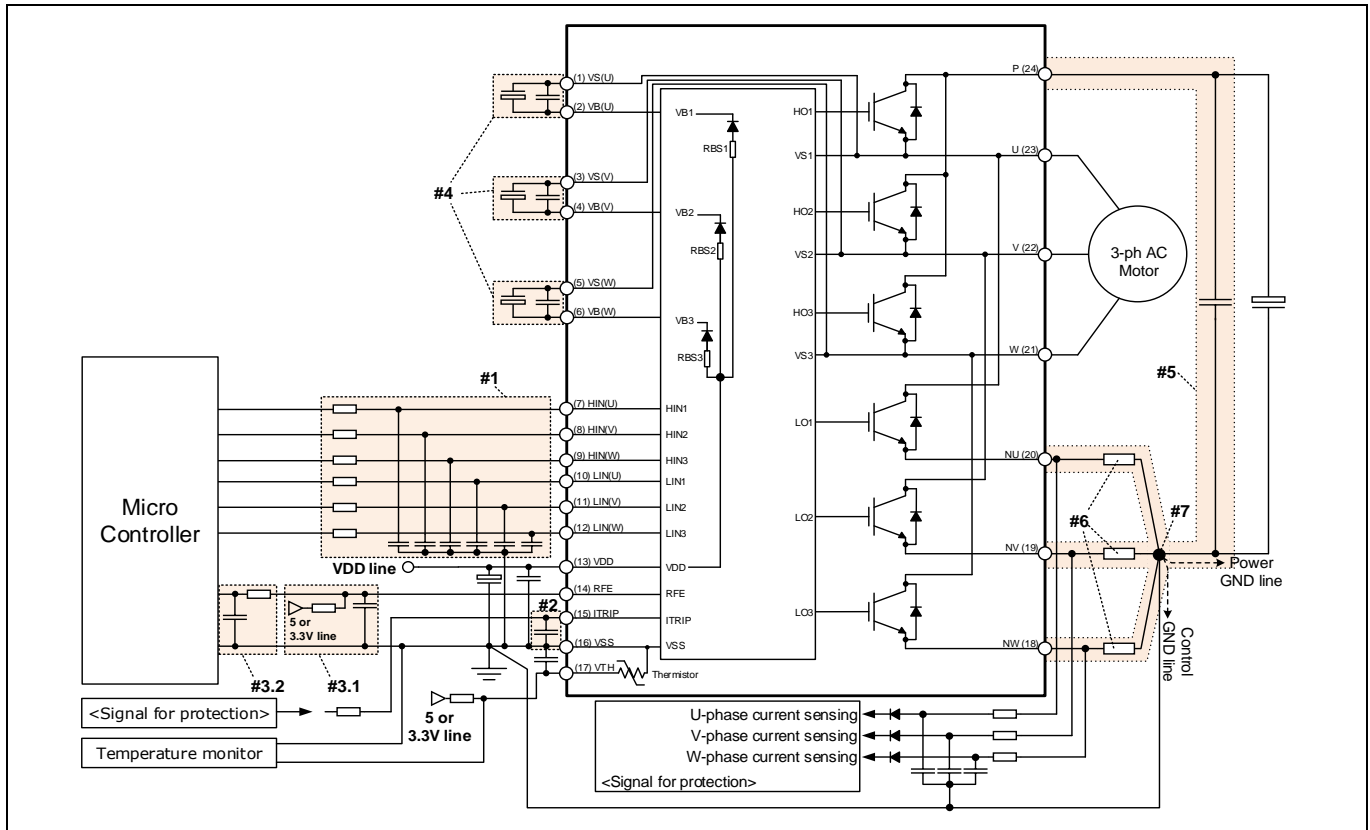 (1) VS(U)
(2) VB(U)
(3) VS(V)
(4) VB(V)
(5) VS(W)
(6) VB(W)
#4
VB1
RBS1
VB2
RBS2
VB3
RBS3
HO1
VS1
HO2
VS2
HO3
VS3
LO1
LO2
LO3
P (24)
U (23)
V (22)
W (21)
NU (20)
NV (19)
NW (18)
3-ph AC
Motor
#5
#6
#7
Power
GND line
Control
GND line
Micro
Controller
#1
(7) HIN(U)
(8) HIN(V)
(9) HIN(W)
(10) LIN(U)
(11) LIN(V)
(12) LIN(W)
(13) VDD
(14) RFE
(15) ITRIP
(16) VSS
(17) VTH
HIN1
HIN2
HIN3
LIN1
LIN2
LIN3
VDD
RFE
ITRIP
VSS
Thermistor
VDD line
#2
5 or
3.3V line
#3.2
#3.1
<Signal for protection>
Temperature monitor
5 or
3.3V line
U-phase current sensing
V-phase current sensing
W-phase current sensing
<Signal for protection>